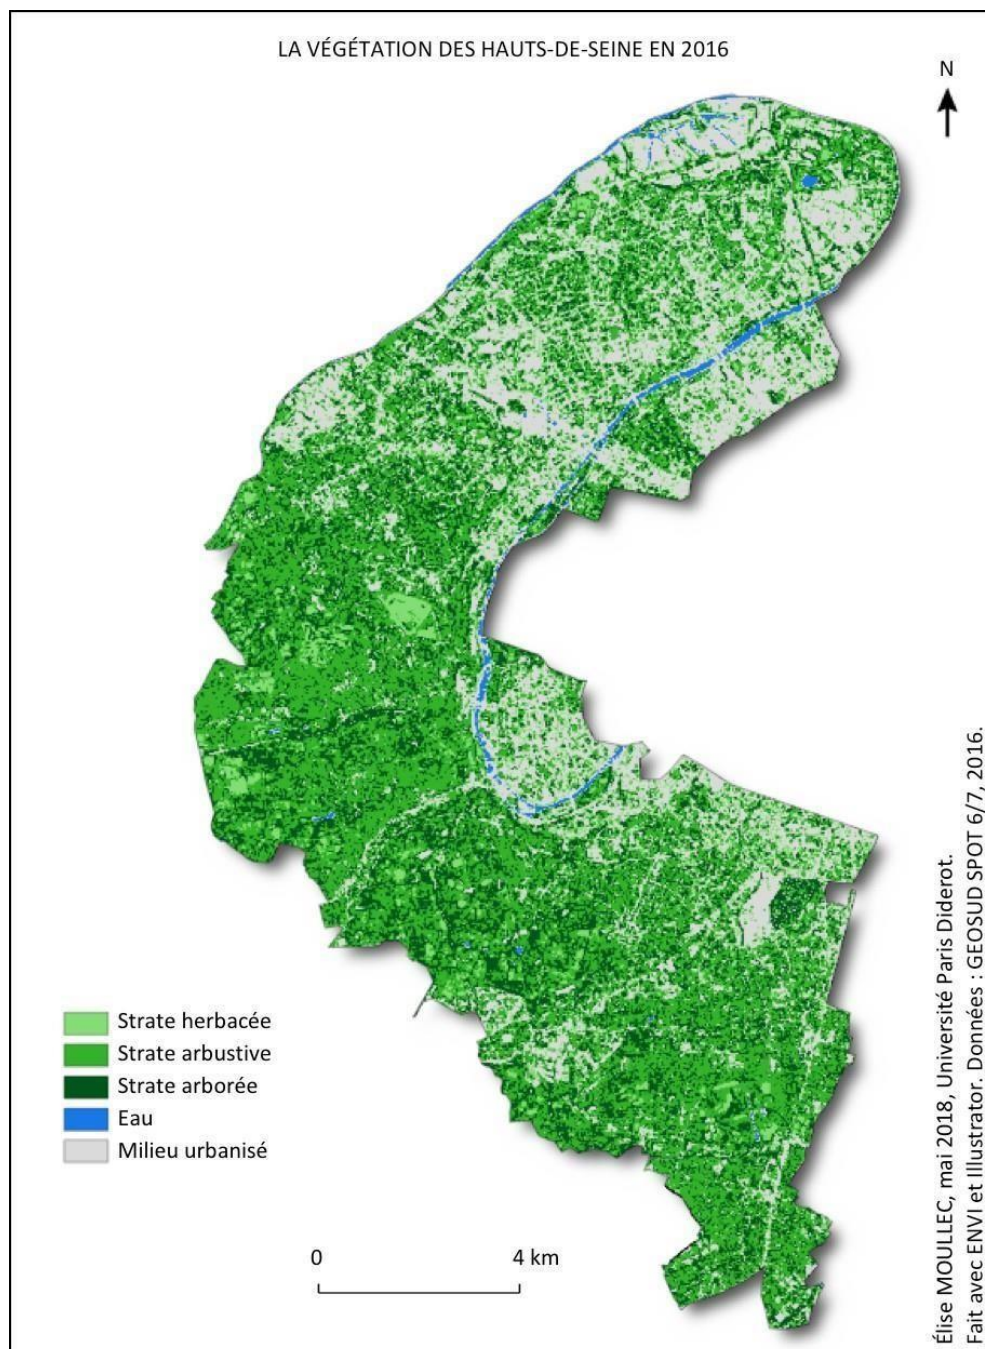 LA VÉGÉTATION DES HAUTS-DE-SEINE EN 2016
N
Strate herbacée
Strate arbustive
Strate arborée
Eau
Milieu urbanisé
0 4 km
Élise MOULLEC, mai 2018, Université Paris Diderot.
Fait avec ENVI et Illustrator. Données : GEOSUD SPOT 6/7, 2016.